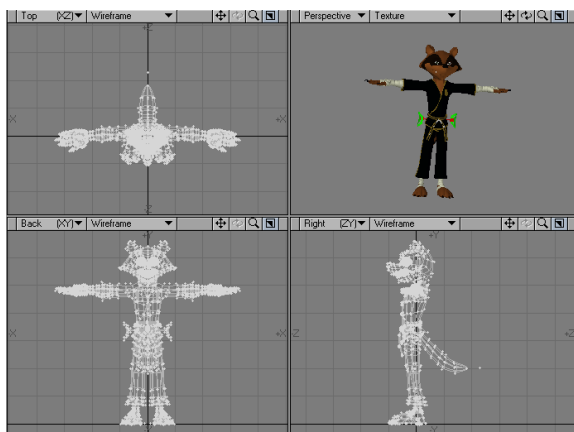 Top (XZ) Wireframe
Perspective Texture
Z
-X X
-Z
Back (XY) Wireframe
Right (ZY) Wireframe
+Y +Y
-X +X -Z +Z
-Y -Y